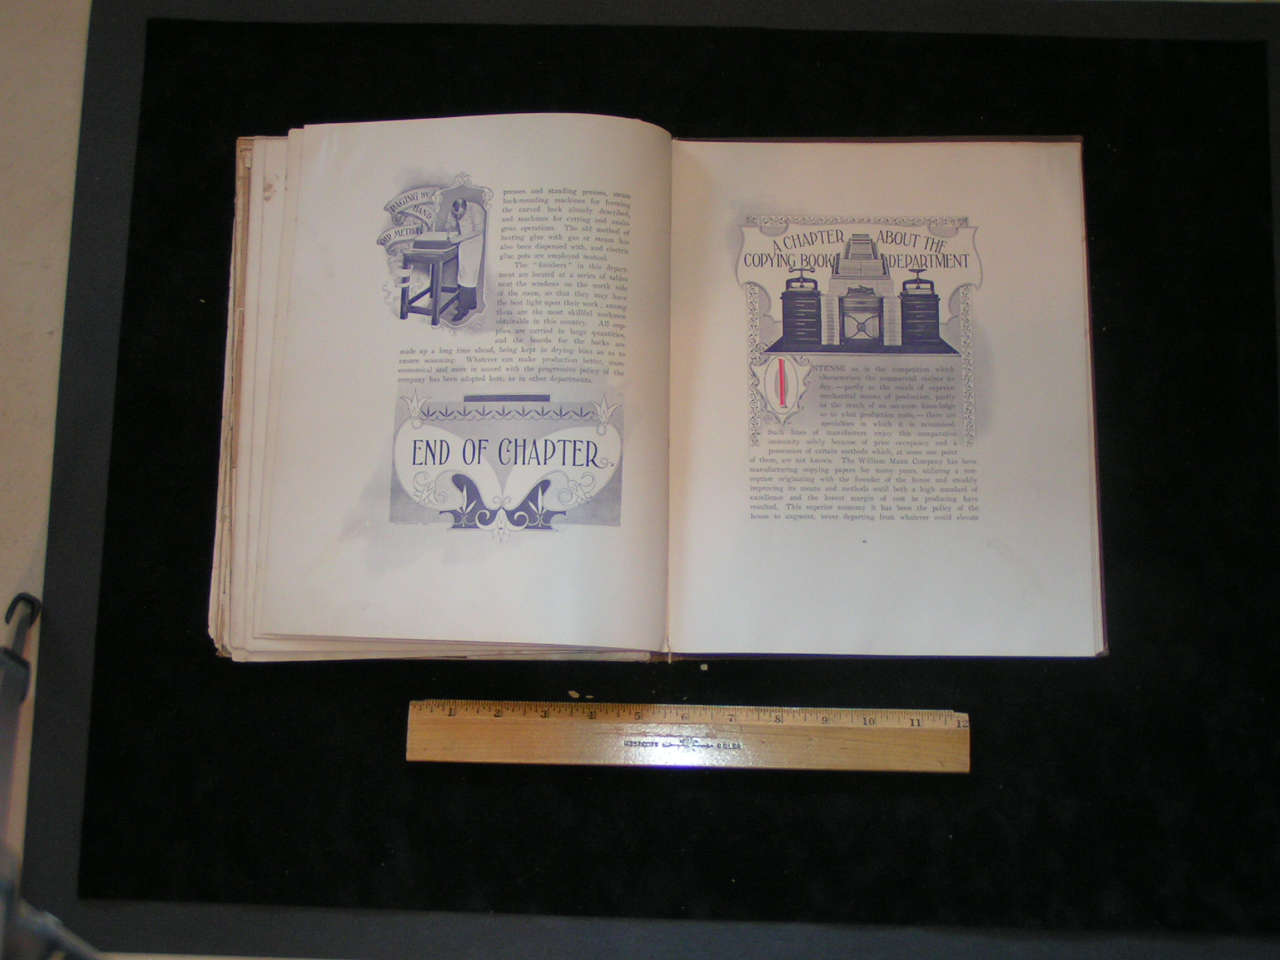 PAGING BY
HAND
OLD METHOD
presses and standing presses, steam
back-rounding machines for forming
the curved back already described,
and machines for cutting and analo-
gous operations. The old method of
heating glue with gas or steam has
also been dispensed with, and electric
glue pots are employed instead.
The "finishers" in this depart-
ment are located at a series of tables
near the windows on the north side
of the room, so that they may have
the best light upon their work; among
them are the most skillful workmen
obtainable in this country. All sup-
plies are carried in large quantities,
and the boards for the backs are
made up a long time ahead, being kept in drying bins so as to
ensure seasoning. Whatever can make production better, more
economical and more in accord with the progressive policy of the
company has been adopted here, as in other departments.
END OF CHAPTER
A CHAPTER ABOUT THE
COPYING BOOK DEPARTMENT
INTENSE as is the competition which
characterizes the commercial realms to-
day,—partly as the result of superior
mechanical means of production, partly
as the result of an accurate knowledge
as to what production costs,—there are
specialties in which it is minimized.
Such lines of manufacture enjoy this comparative
immunity solely because of prior occupancy and a
possession of certain methods which, at some one point
of them, are not known. The William Mann Company has been
manufacturing copying papers for many years, utilizing a con-
ception originating with the founder of the house and steadily
improving its means and methods until both a high standard of
excellence and the lowest margin of cost in producing have
resulted. This superior economy it has been the policy of the
house to augment, never departing from whatever could elevate
1 2 3 4 5 6 7 8 9 10 11 12
WESTCOTT RULER